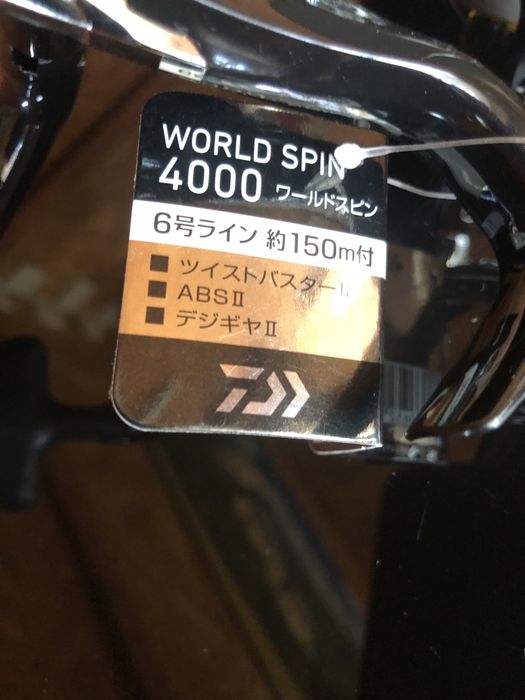 WORLD SPIN
4000 ワールドスピン
6号ライン 約150m付
■ ツイストバスターⅡ
■ ABSⅡ
■ デジギヤⅡ